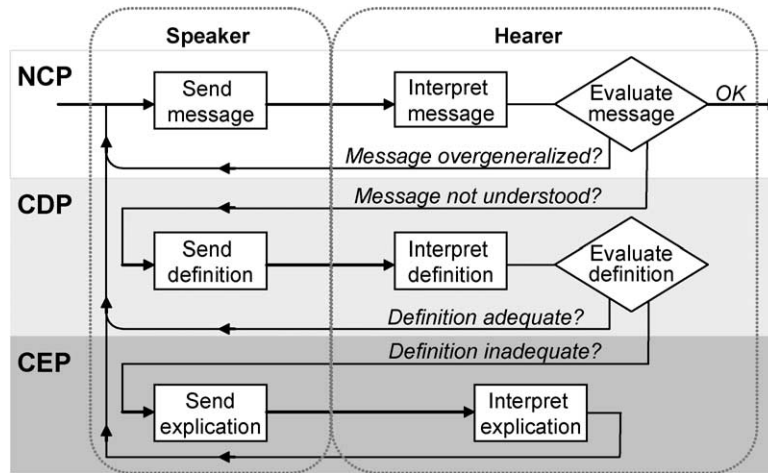 Speaker
Hearer
NCP
Send
message
Interpret
message
Evaluate
message
OK
Message overgeneralized?
CDP
Message not understood?
Send
definition
Interpret
definition
Evaluate
definition
Definition adequate?
CEP
Definition inadequate?
Send
explication
Interpret
explication